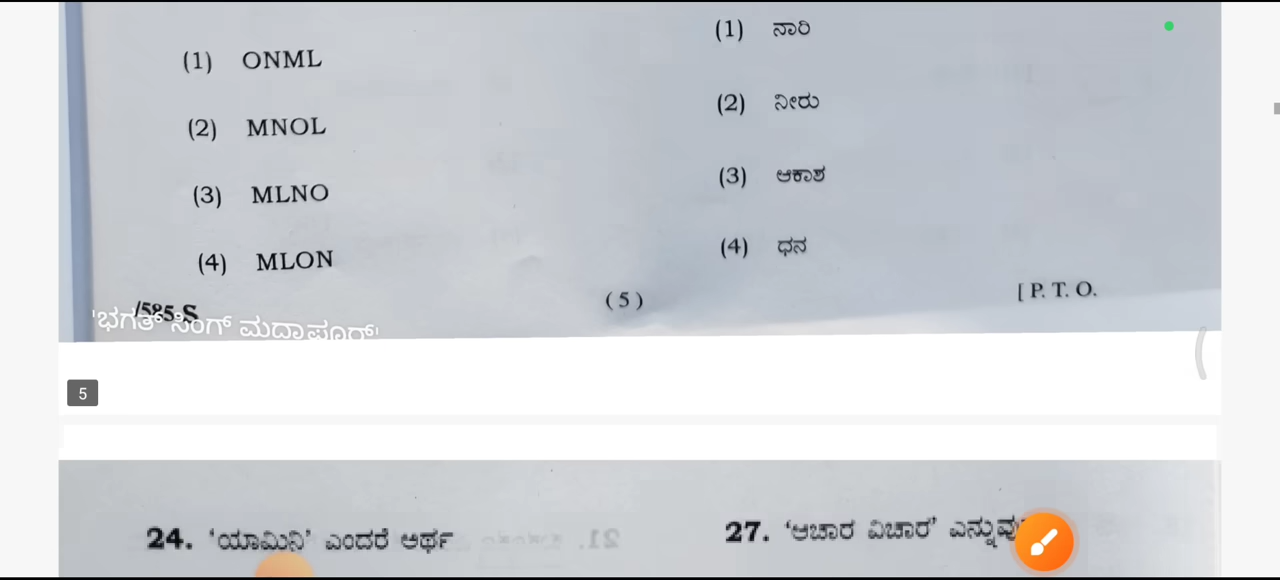 (1) ONML
(2) MNOL
(3) MLNO
(4) MLON
(1) ನಾರಿ
(2) ನೀರು
(3) ಆಕಾಶ
(4) ಧನ
/585-S
(5)
[ P. T. O.
'ಭಗತ್ ಸಿಂಗ್ ಮದಾಪೂರ್'
5
24. 'ಯಾಮಿನಿ' ಎಂದರೆ ಅರ್ಥ
27. 'ಆಚಾರ ವಿಚಾರ'